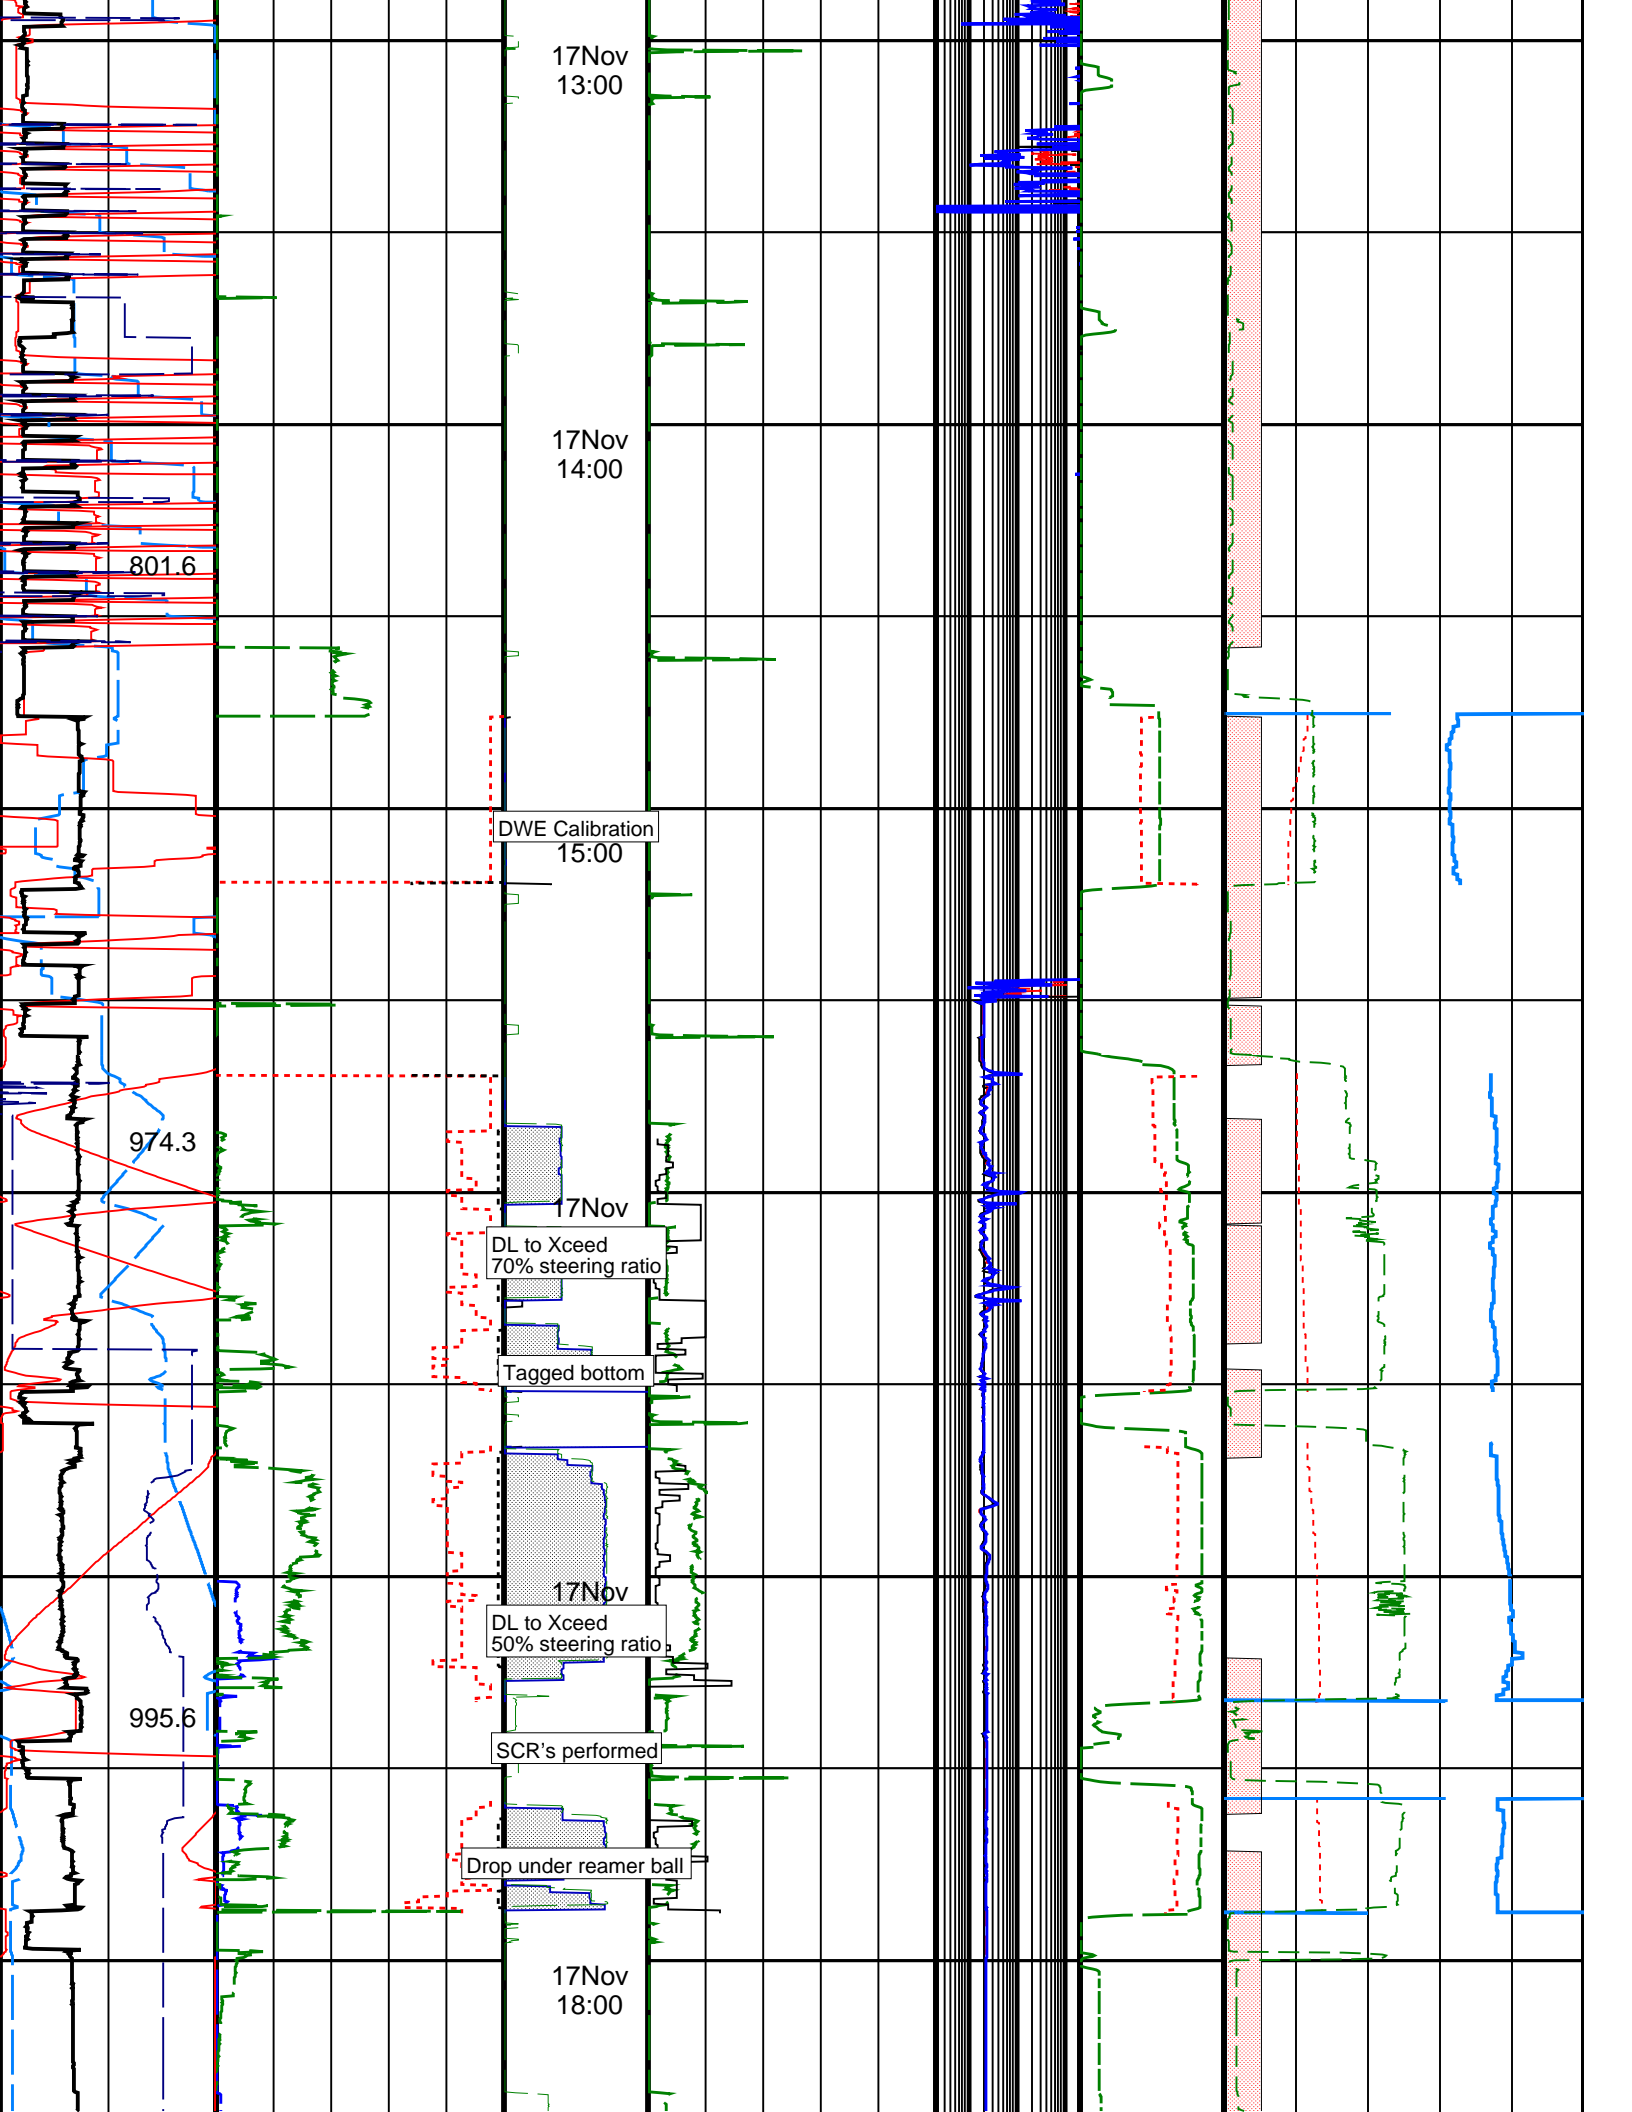 17Nov
13:00
17Nov
14:00
801.6
DWE Calibration
15:00
974.3
17Nov
DL to Xceed
70% steering ratio
Tagged bottom
17Nov
DL to Xceed
50% steering ratio
995.6
SCR's performed
Drop under reamer ball
17Nov
18:00